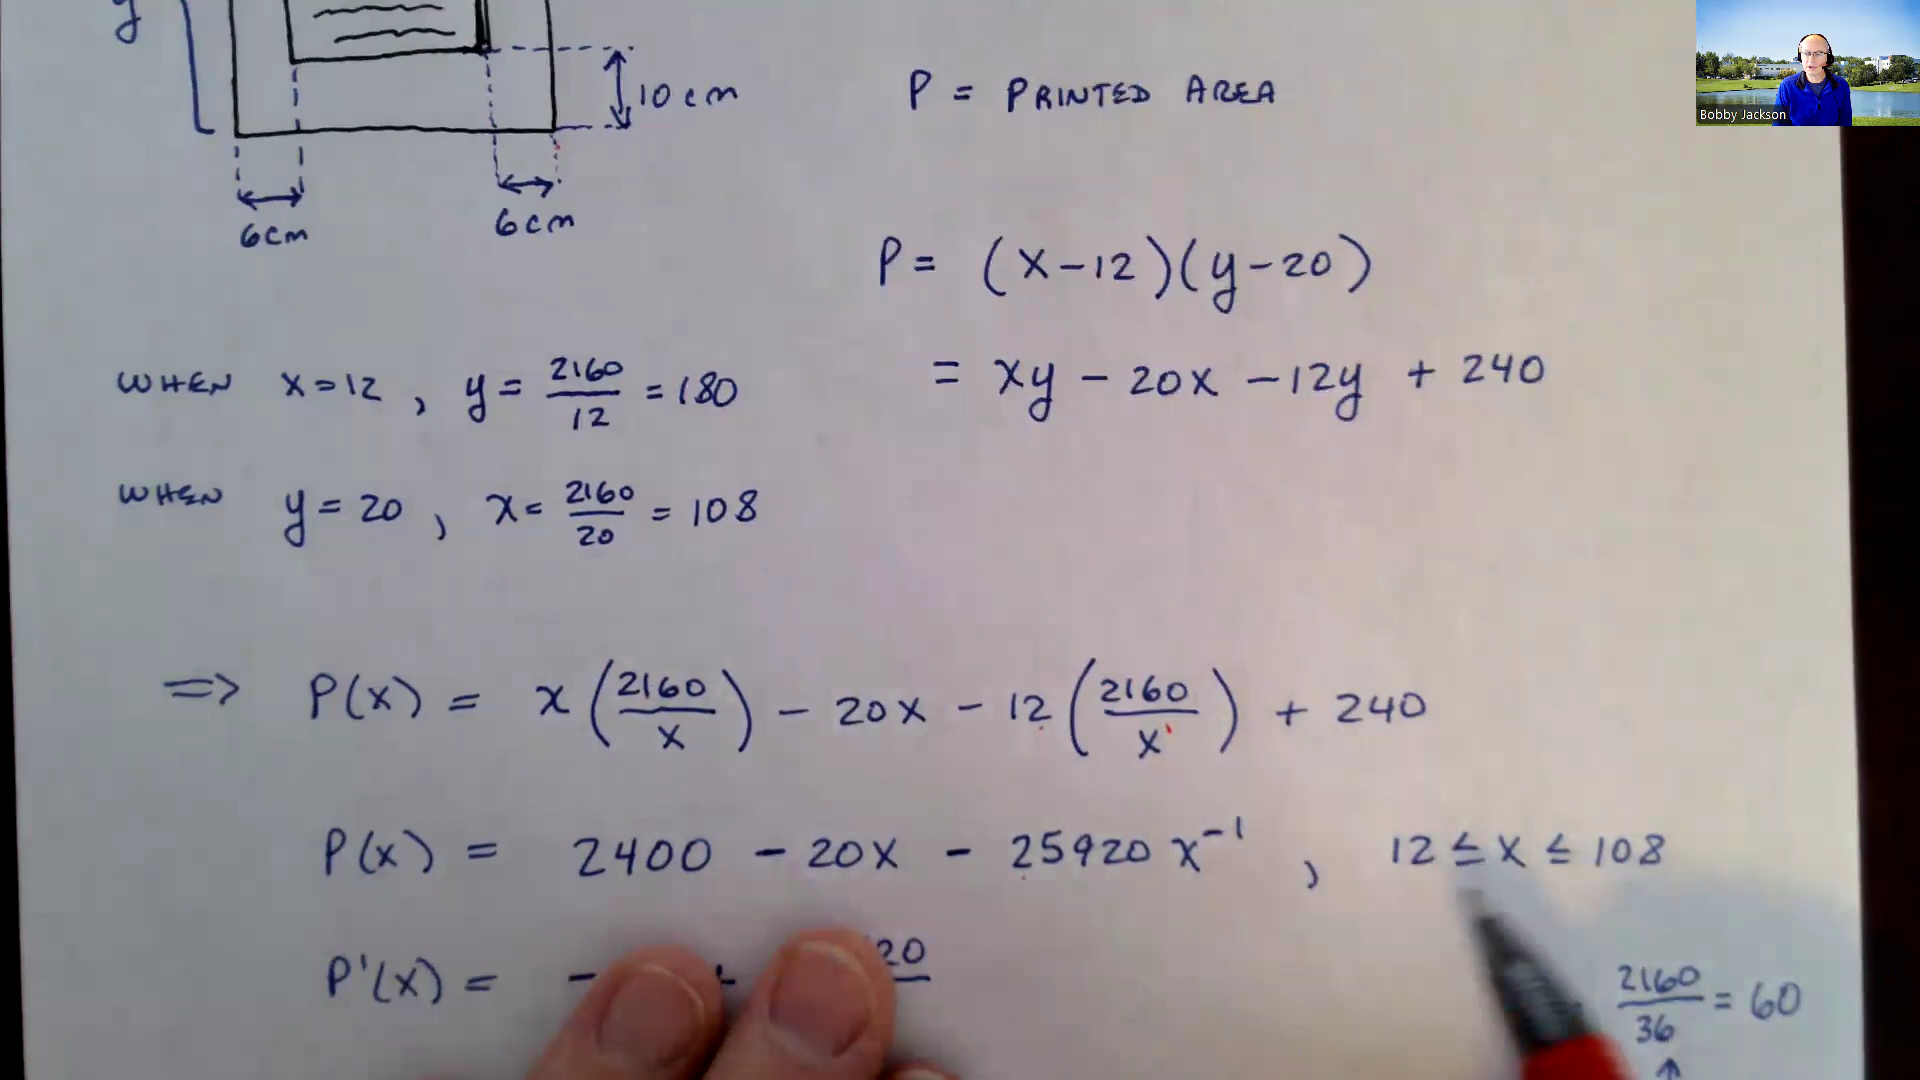 y
10 cm
P = PRINTED AREA
Bobby Jackson
6cm
6cm
P = (x-12)(y-20)
= xy - 20x - 12y + 240
WHEN x=12, y= 2160/12 = 180
WHEN y = 20, x= 2160/20 = 108
=> P(x) = x(2160/x) - 20x - 12(2160/x) + 240
P(x) = 2400 - 20x - 25920 x⁻¹, 12 ≤ x ≤ 108
P'(x) = - + 20
2160/36 = 60